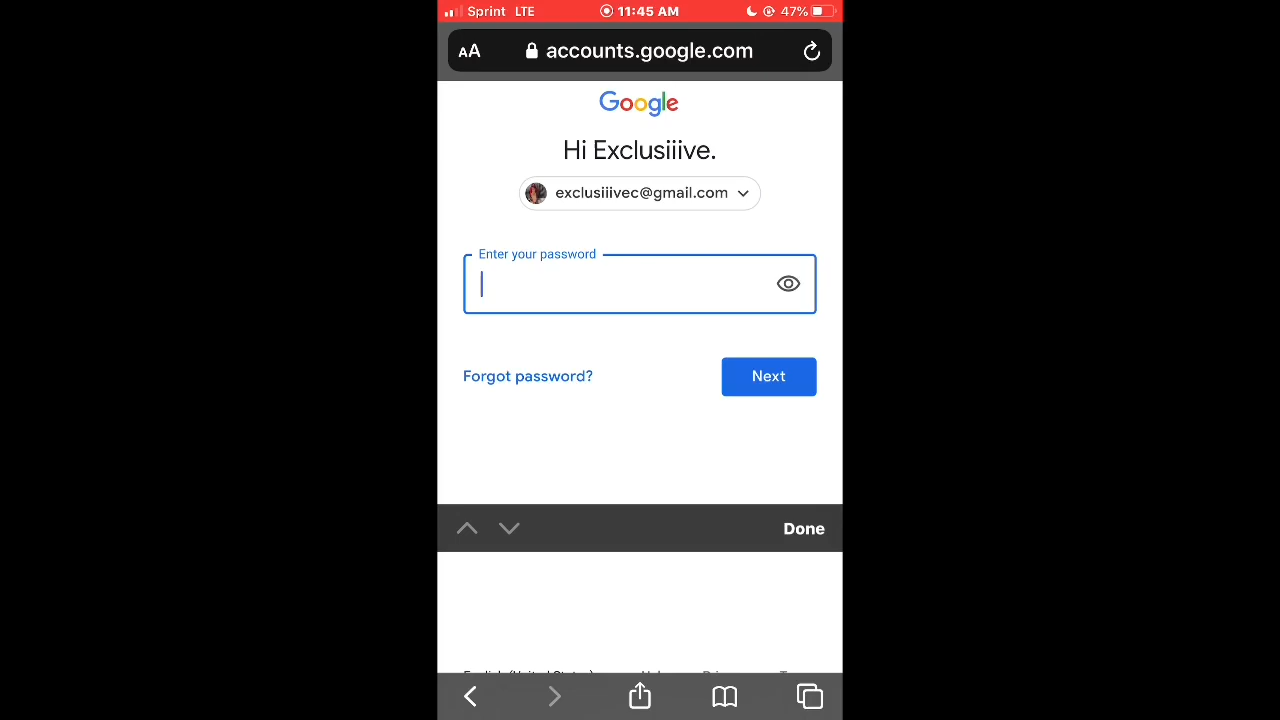 Sprint LTE 11:45 AM 47%
AA accounts.google.com
Google
Hi Exclusiiive.
exclusiiivec@gmail.com
Enter your password
Forgot password? Next
Done